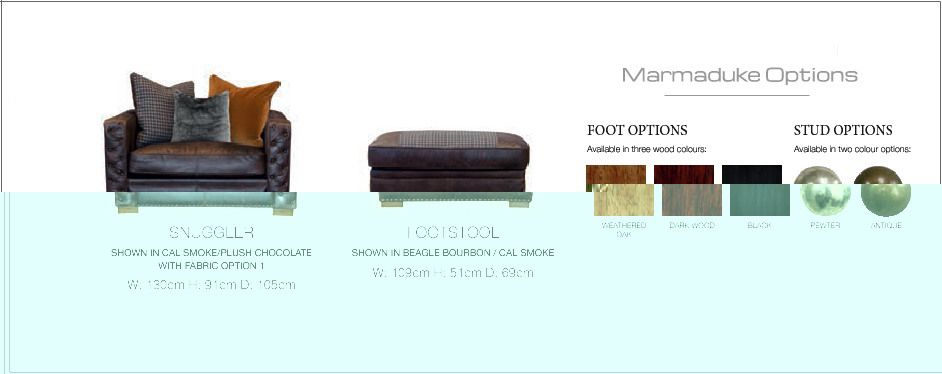 Marmaduke Options
FOOT OPTIONS
Available in three wood colours:
STUD OPTIONS
Available in two colour options:
WEATHERED
OAK
DARK WOOD
BLACK
PEWTER
ANTIQUE
SNUGGLER
SHOWN IN CAL SMOKE/PLUSH CHOCOLATE
WITH FABRIC OPTION 1
W: 130cm H: 91cm D: 105cm
FOOTSTOOL
SHOWN IN BEAGLE BOURBON / CAL SMOKE
W: 109cm H: 51cm D: 69cm